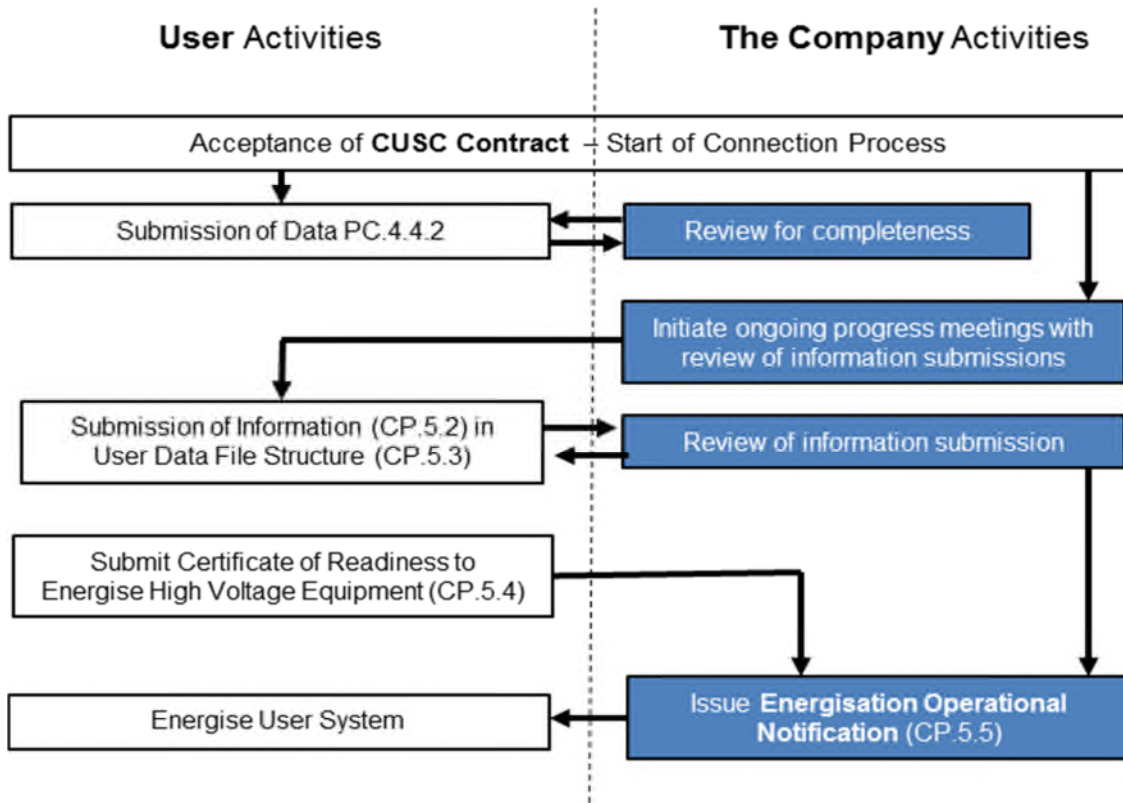 User Activities
The Company Activities
Acceptance of CUSC Contract – Start of Connection Process
Submission of Data PC.4.4.2
Review for completeness
Initiate ongoing progress meetings with
review of information submissions
Submission of Information (CP.5.2) in
User Data File Structure (CP.5.3)
Review of information submission
Submit Certificate of Readiness to
Energise High Voltage Equipment (CP.5.4)
Energise User System
Issue Energisation Operational
Notification (CP.5.5)